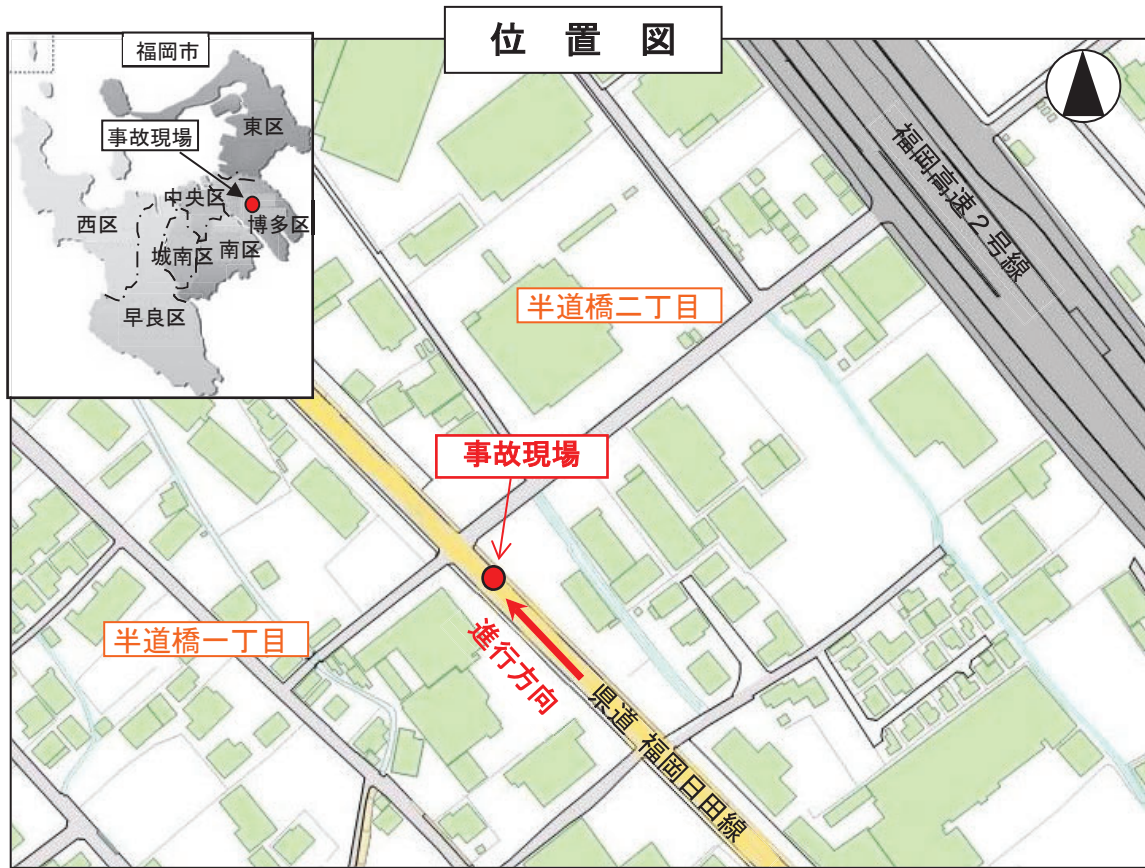 位置図
福岡市
事故現場
東区
中央区
博多区
西区
城南区
南区
早良区
福岡高速2号線
半道橋二丁目
事故現場
半道橋一丁目
進行方向
県道 福岡日田線